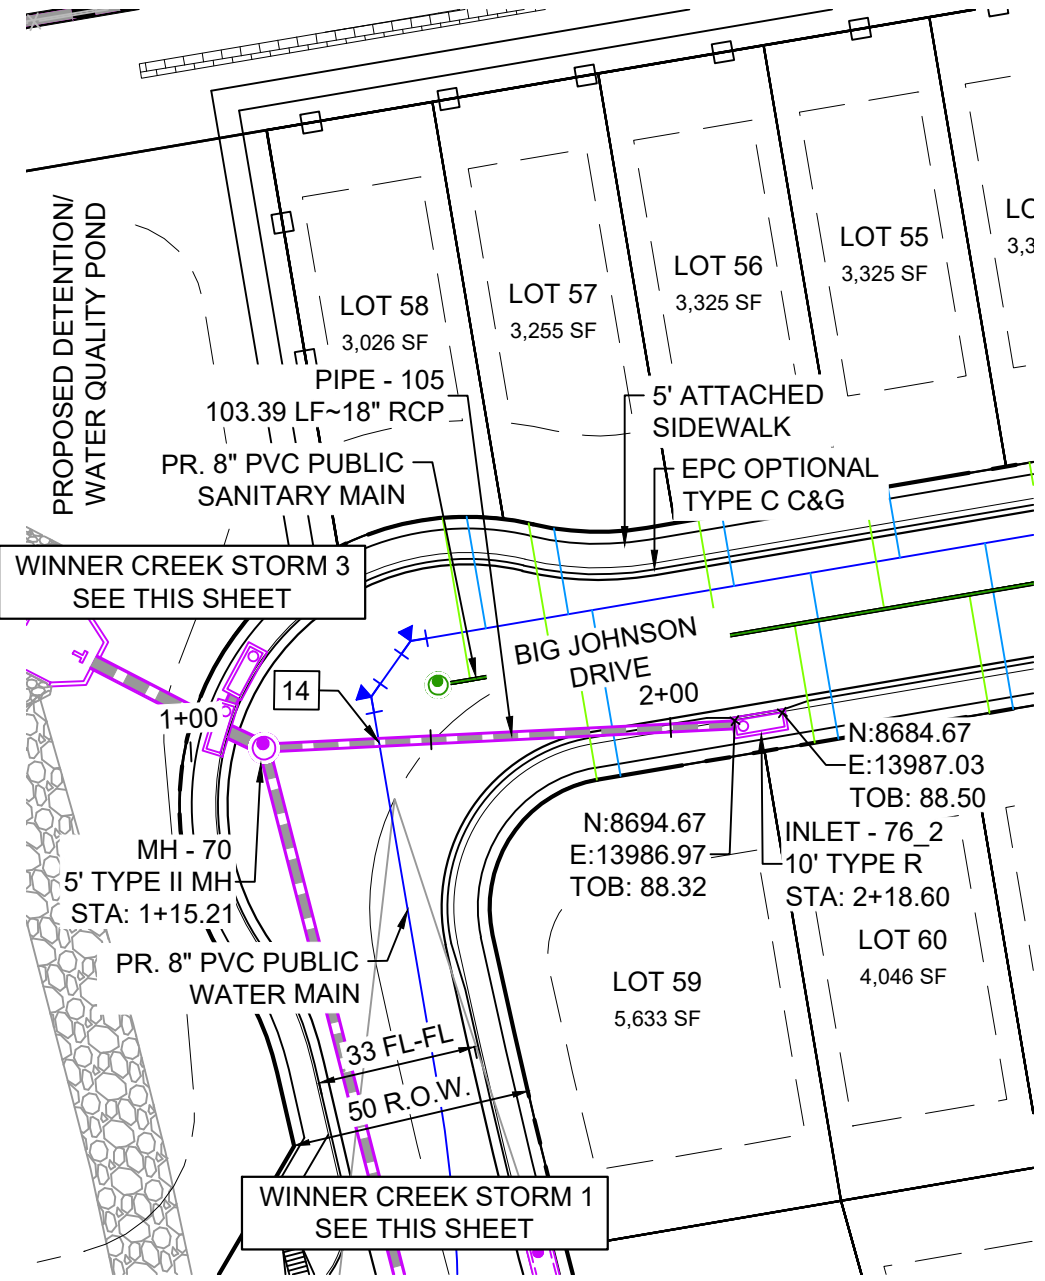 PROPOSED DETENTION/
WATER QUALITY POND
LOT 58
3,026 SF
LOT 57
3,255 SF
LOT 56
3,325 SF
LOT 55
3,325 SF
LC
3,3
PIPE - 105
103.39 LF~18" RCP
PR. 8" PVC PUBLIC
SANITARY MAIN
5' ATTACHED
SIDEWALK
EPC OPTIONAL
TYPE C C&G
WINNER CREEK STORM 3
SEE THIS SHEET
BIG JOHNSON
DRIVE
14
1+00
2+00
N:8684.67
E:13987.03
TOB: 88.50
N:8694.67
E:13986.97
TOB: 88.32
INLET - 76_2
10' TYPE R
STA: 2+18.60
MH - 70
5' TYPE II MH
STA: 1+15.21
PR. 8" PVC PUBLIC
WATER MAIN
LOT 60
4,046 SF
LOT 59
5,633 SF
33 FL-FL
50 R.O.W.
WINNER CREEK STORM 1
SEE THIS SHEET